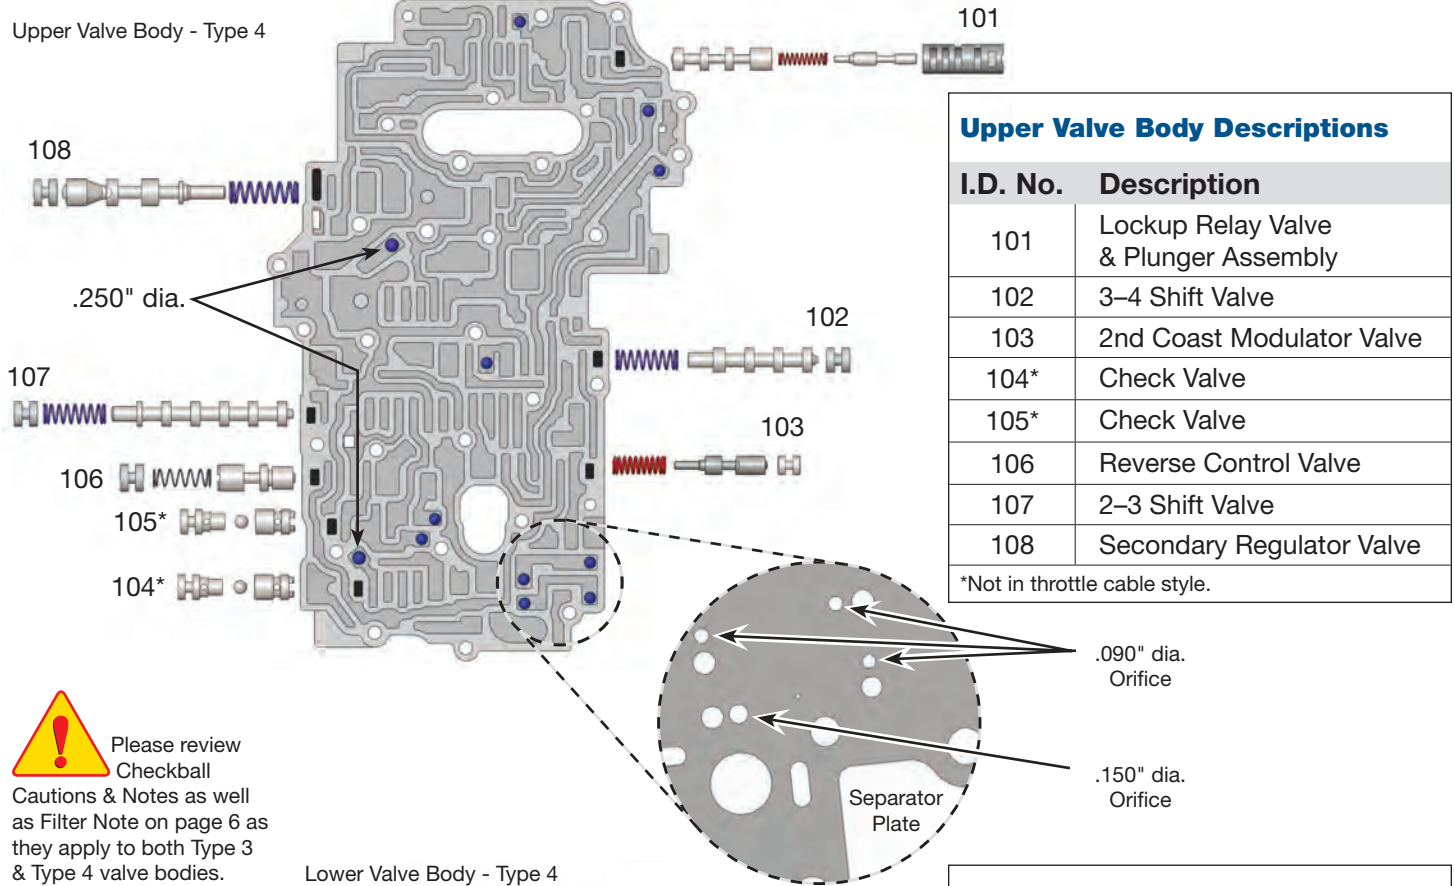 Upper Valve Body - Type 4
101
108
.250" dia.
102
107
103
106
105*
104*
Upper Valve Body Descriptions
I.D. No. Description
101 Lockup Relay Valve
& Plunger Assembly
102 3–4 Shift Valve
103 2nd Coast Modulator Valve
104* Check Valve
105* Check Valve
106 Reverse Control Valve
107 2–3 Shift Valve
108 Secondary Regulator Valve
*Not in throttle cable style.
.090" dia.
Orifice
.150" dia.
Orifice
Separator
Plate
Please review
Checkball
Cautions & Notes as well
as Filter Note on page 6 as
they apply to both Type 3
& Type 4 valve bodies.
Lower Valve Body - Type 4